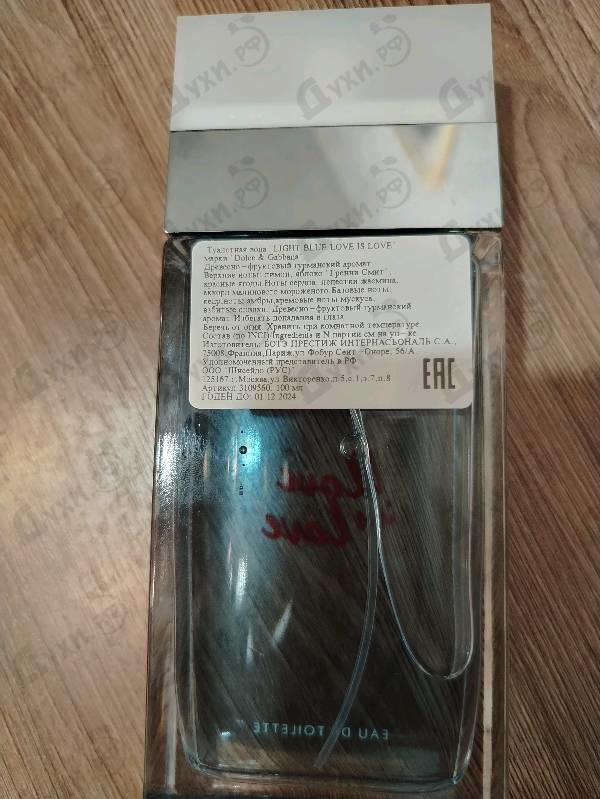 Туалетная вода "LIGHT BLUE LOVE IS LOVE"
марка "Dolce & Gabbana"
Древесно-фруктовый гурманский аромат
Верхние ноты: лимон, яблоко "Гренни Смит",
красные ягоды.Ноты сердца: лепестки жасмина,
аккорд малинового мороженого.Базовые ноты:
кедр,ноты амбры,кремовые ноты мускуса,
взбитые сливки. Древесно-фруктовый гурманский
аромат. Избегать попадания в глаза.
Беречь от огня. Хранить при комнатной температуре.
Состав (по INCI)/Ingredients и N партии см.на уп-ке
Изготовитель: БОТЭ ПРЕСТИЖ ИНТЕРНАСЬОНАЛЬ С.А.,
75008,Франция,Париж,ул.Фобур Сент-Оноре, 56/А.
Уполномоченный представитель в РФ
ООО "Шисейдо (РУС)"
125167,г.Москва,ул.Викторенко,д.5,с.1,э.7,п.8
Артикул 3109560, 100 мл
ГОДЕН ДО: 01.12.2024
EAC
Love
EAU DE TOILETTE
Духи.рф